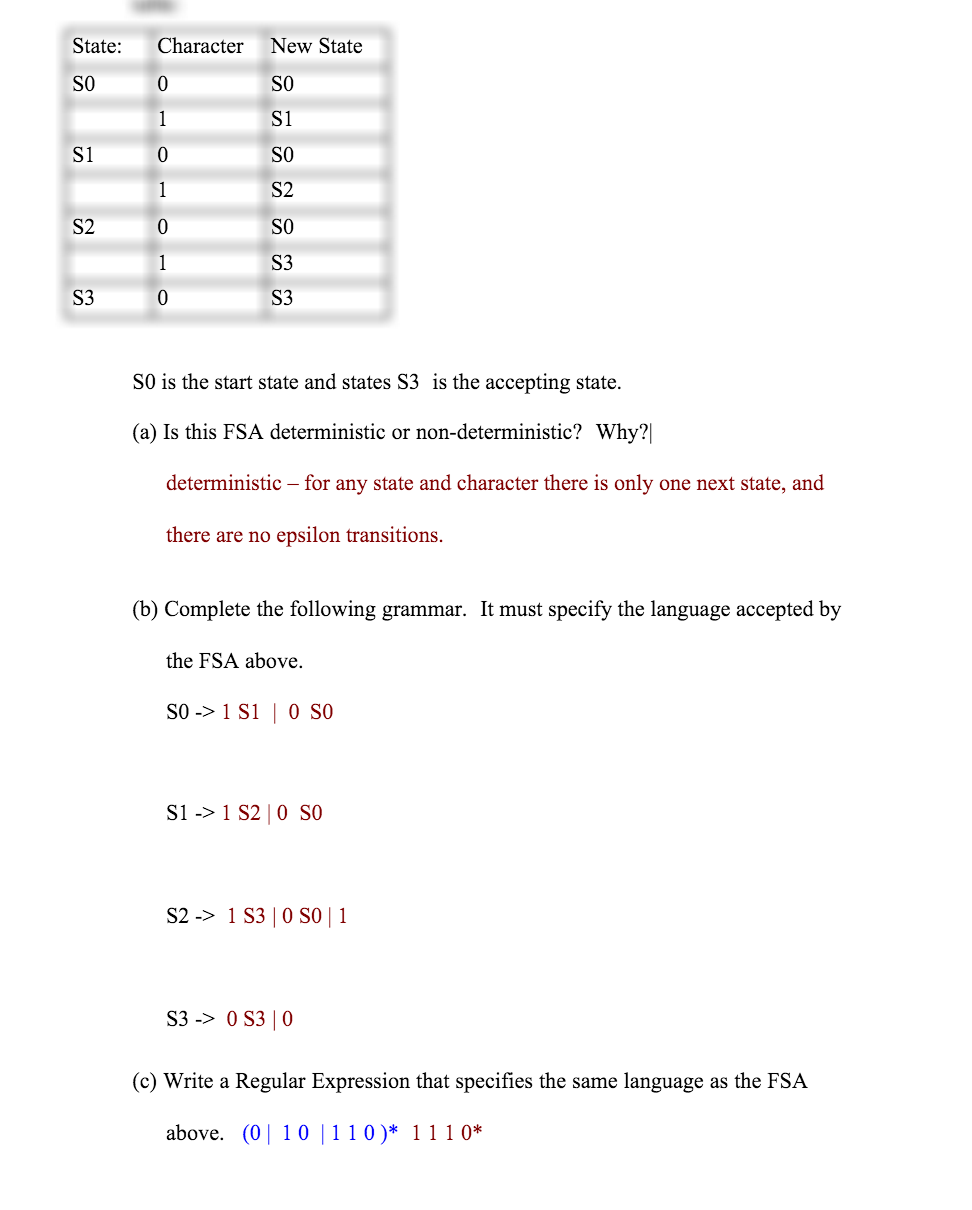 State: Character New State
S0 0 S0
1 S1
S1 0 S0
1 S2
S2 0 S0
1 S3
S3 0 S3
S0 is the start state and states S3 is the accepting state.
(a) Is this FSA deterministic or non-deterministic? Why?|
deterministic – for any state and character there is only one next state, and
there are no epsilon transitions.
(b) Complete the following grammar. It must specify the language accepted by
the FSA above.
S0 -> 1 S1 | 0 S0
S1 -> 1 S2 | 0 S0
S2 -> 1 S3 | 0 S0 | 1
S3 -> 0 S3 | 0
(c) Write a Regular Expression that specifies the same language as the FSA
above. (0 | 1 0 | 1 1 0 )* 1 1 1 0*